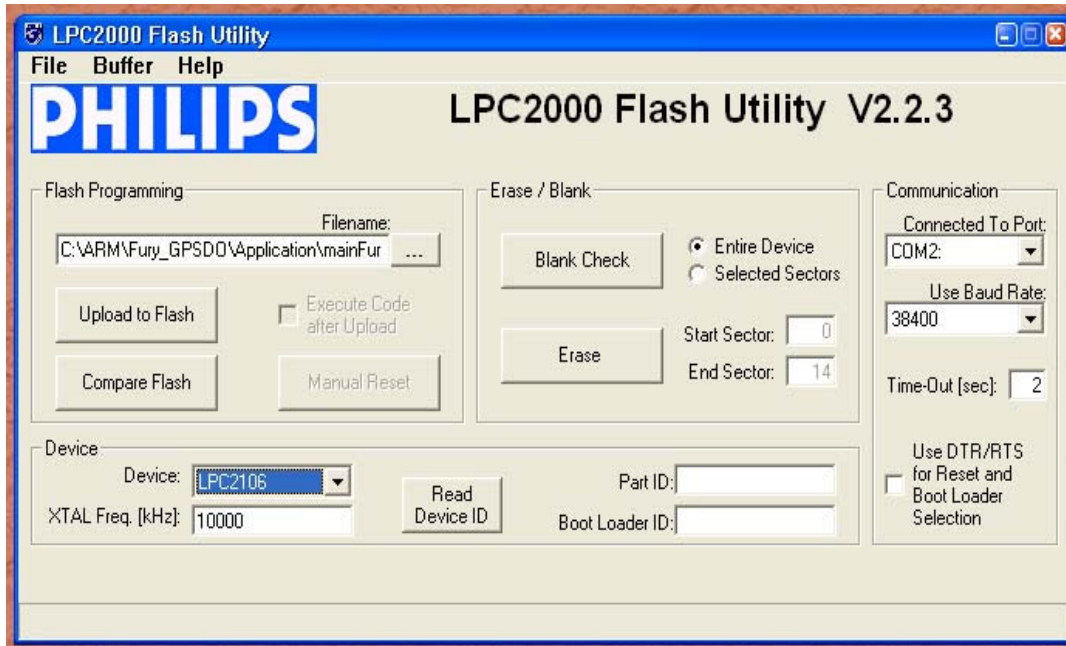 LPC2000 Flash Utility
File Buffer Help
PHILIPS
LPC2000 Flash Utility V2.2.3
Flash Programming
Filename:
C:\ARM\Fury_GPSDO\Application\mainFur ...
Upload to Flash
Execute Code
after Upload
Compare Flash
Manual Reset
Erase / Blank
Blank Check
Entire Device
Selected Sectors
Erase
Start Sector: 0
End Sector: 14
Communication
Connected To Port:
COM2:
Use Baud Rate:
38400
Time-Out [sec]: 2
Use DTR/RTS
for Reset and
Boot Loader
Selection
Device
Device: LPC2106
XTAL Freq. [kHz]: 10000
Read
Device ID
Part ID:
Boot Loader ID: